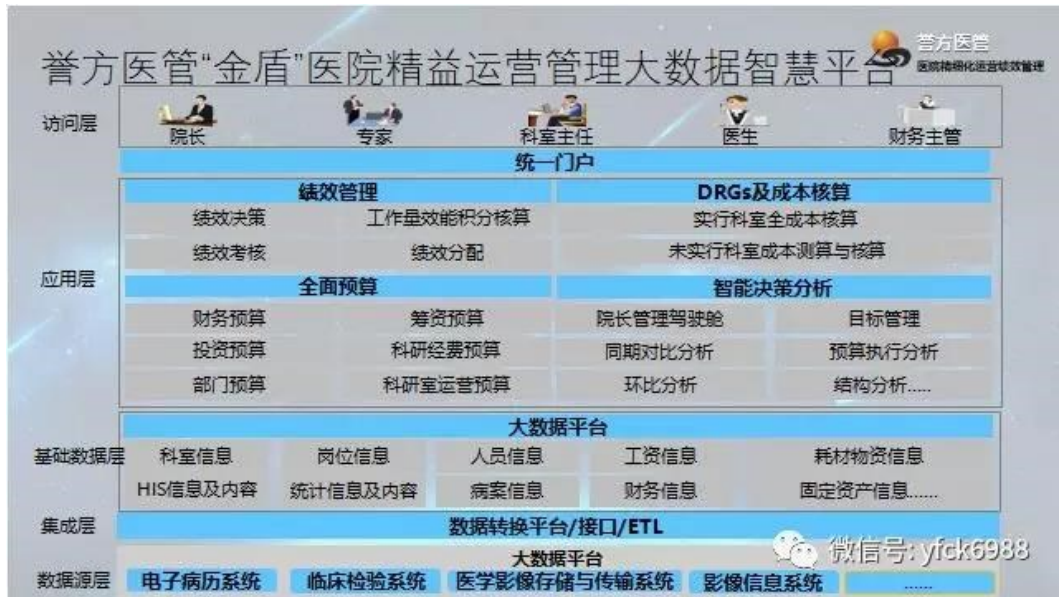 誉方医管“金盾”医院精益运营管理大数据智慧平台
誉方医管
医院精细化运营绩效管理
访问层
院长 专家 科室主任 医生 财务主管
统一门户
应用层
绩效管理 DRGs及成本核算
绩效决策 工作量效能积分核算 实行科室全成本核算
绩效考核 绩效分配 未实行科室成本测算与核算
全面预算 智能决策分析
财务预算 筹资预算 院长管理驾驶舱 目标管理
投资预算 科研经费预算 同期对比分析 预算执行分析
部门预算 科研室运营预算 环比分析 结构分析.....
基础数据层
大数据平台
科室信息 岗位信息 人员信息 工资信息 耗材物资信息
HIS信息及内容 统计信息及内容 病案信息 财务信息 固定资产信息......
集成层 数据转换平台/接口/ETL
微信号: yfck6988
大数据平台
数据源层 电子病历系统 临床检验系统 医学影像存储与传输系统 影像信息系统 ......